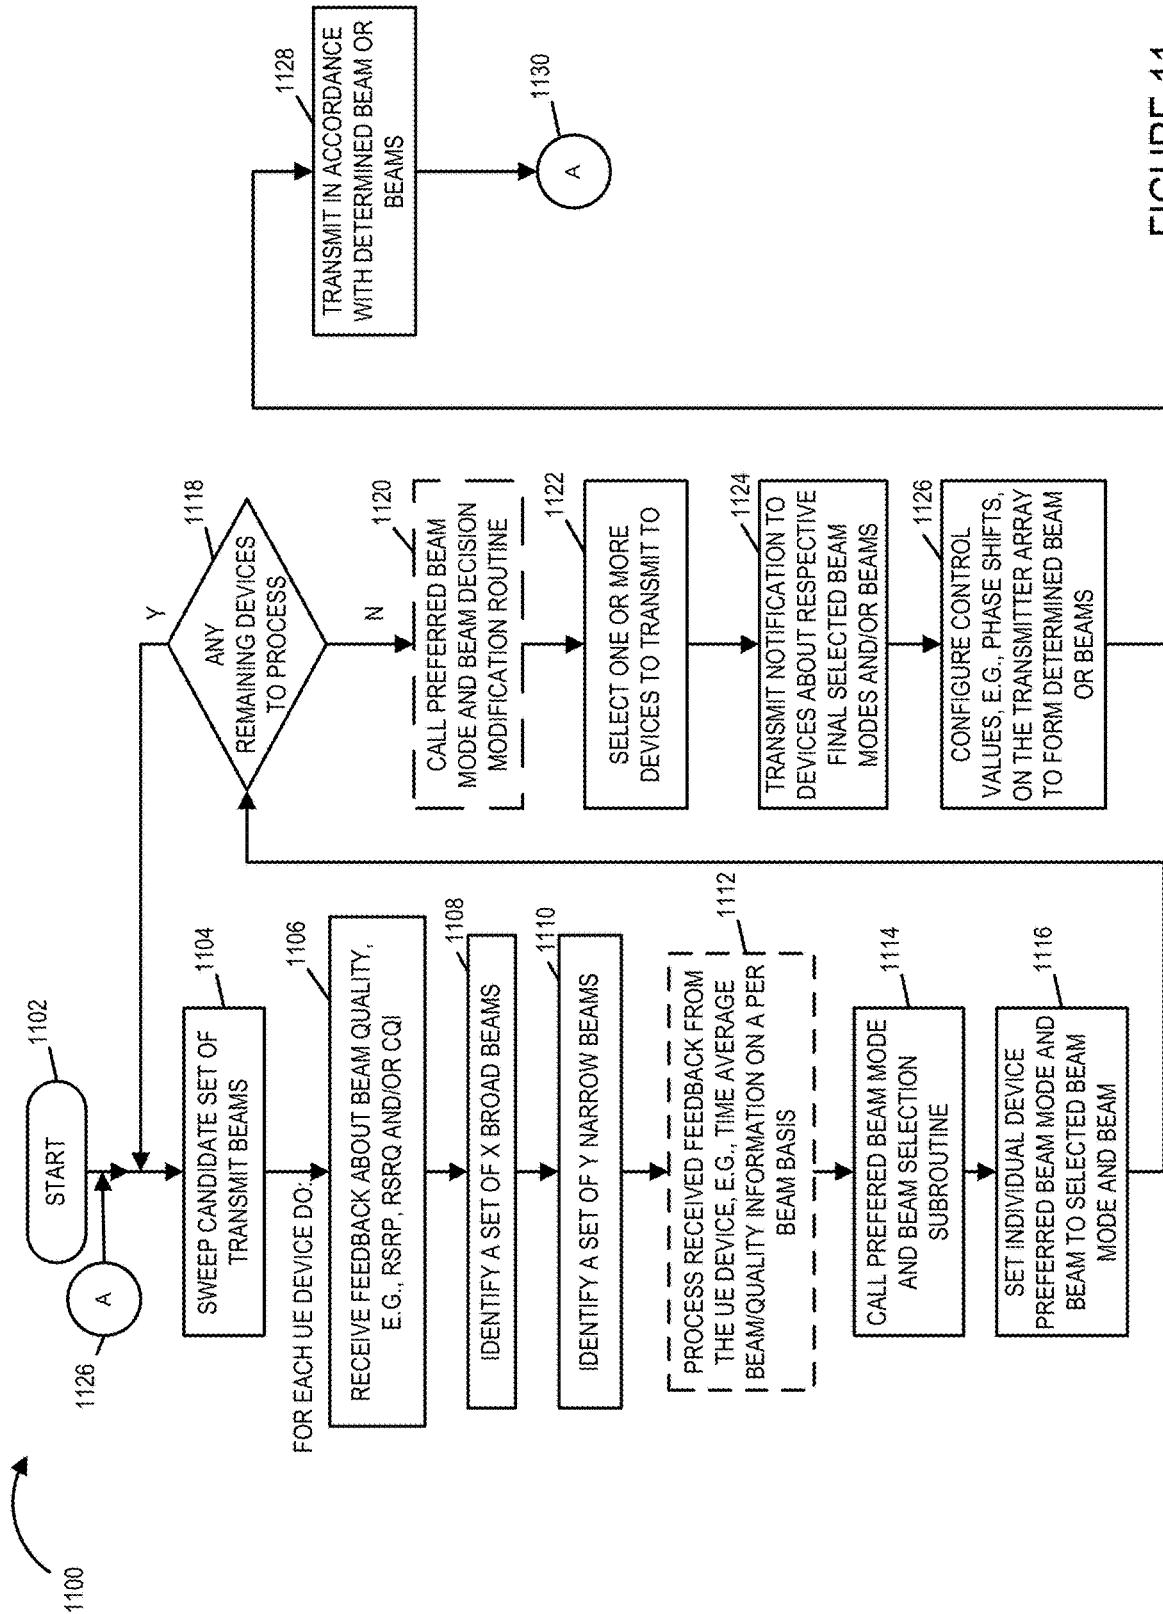 1100
START
1102
A
1126
SWEEP CANDIDATE SET OF
TRANSMIT BEAMS
1104
FOR EACH UE DEVICE DO:
RECEIVE FEEDBACK ABOUT BEAM QUALITY,
E.G., RSRP, RSRQ AND/OR CQI
1106
IDENTIFY A SET OF X BROAD BEAMS
1108
IDENTIFY A SET OF Y NARROW BEAMS
1110
PROCESS RECEIVED FEEDBACK FROM
THE UE DEVICE, E.G., TIME AVERAGE
BEAM/QUALITY INFORMATION ON A PER
BEAM BASIS
1112
CALL PREFERRED BEAM MODE
AND BEAM SELECTION
SUBROUTINE
1114
SET INDIVIDUAL DEVICE
PREFERRED BEAM MODE AND
BEAM TO SELECTED BEAM
MODE AND BEAM
1116
ANY
REMAINING DEVICES
TO PROCESS
1118
Y
N
CALL PREFERRED BEAM
MODE AND BEAM DECISION
MODIFICATION ROUTINE
1120
SELECT ONE OR MORE
DEVICES TO TRANSMIT TO
1122
TRANSMIT NOTIFICATION TO
DEVICES ABOUT RESPECTIVE
FINAL SELECTED BEAM
MODES AND/OR BEAMS
1124
CONFIGURE CONTROL
VALUES, E.G., PHASE SHIFTS,
ON THE TRANSMITTER ARRAY
TO FORM DETERMINED BEAM
OR BEAMS
1126
TRANSMIT IN ACCORDANCE
WITH DETERMINED BEAM OR
BEAMS
1128
A
1130
FIGURE 11